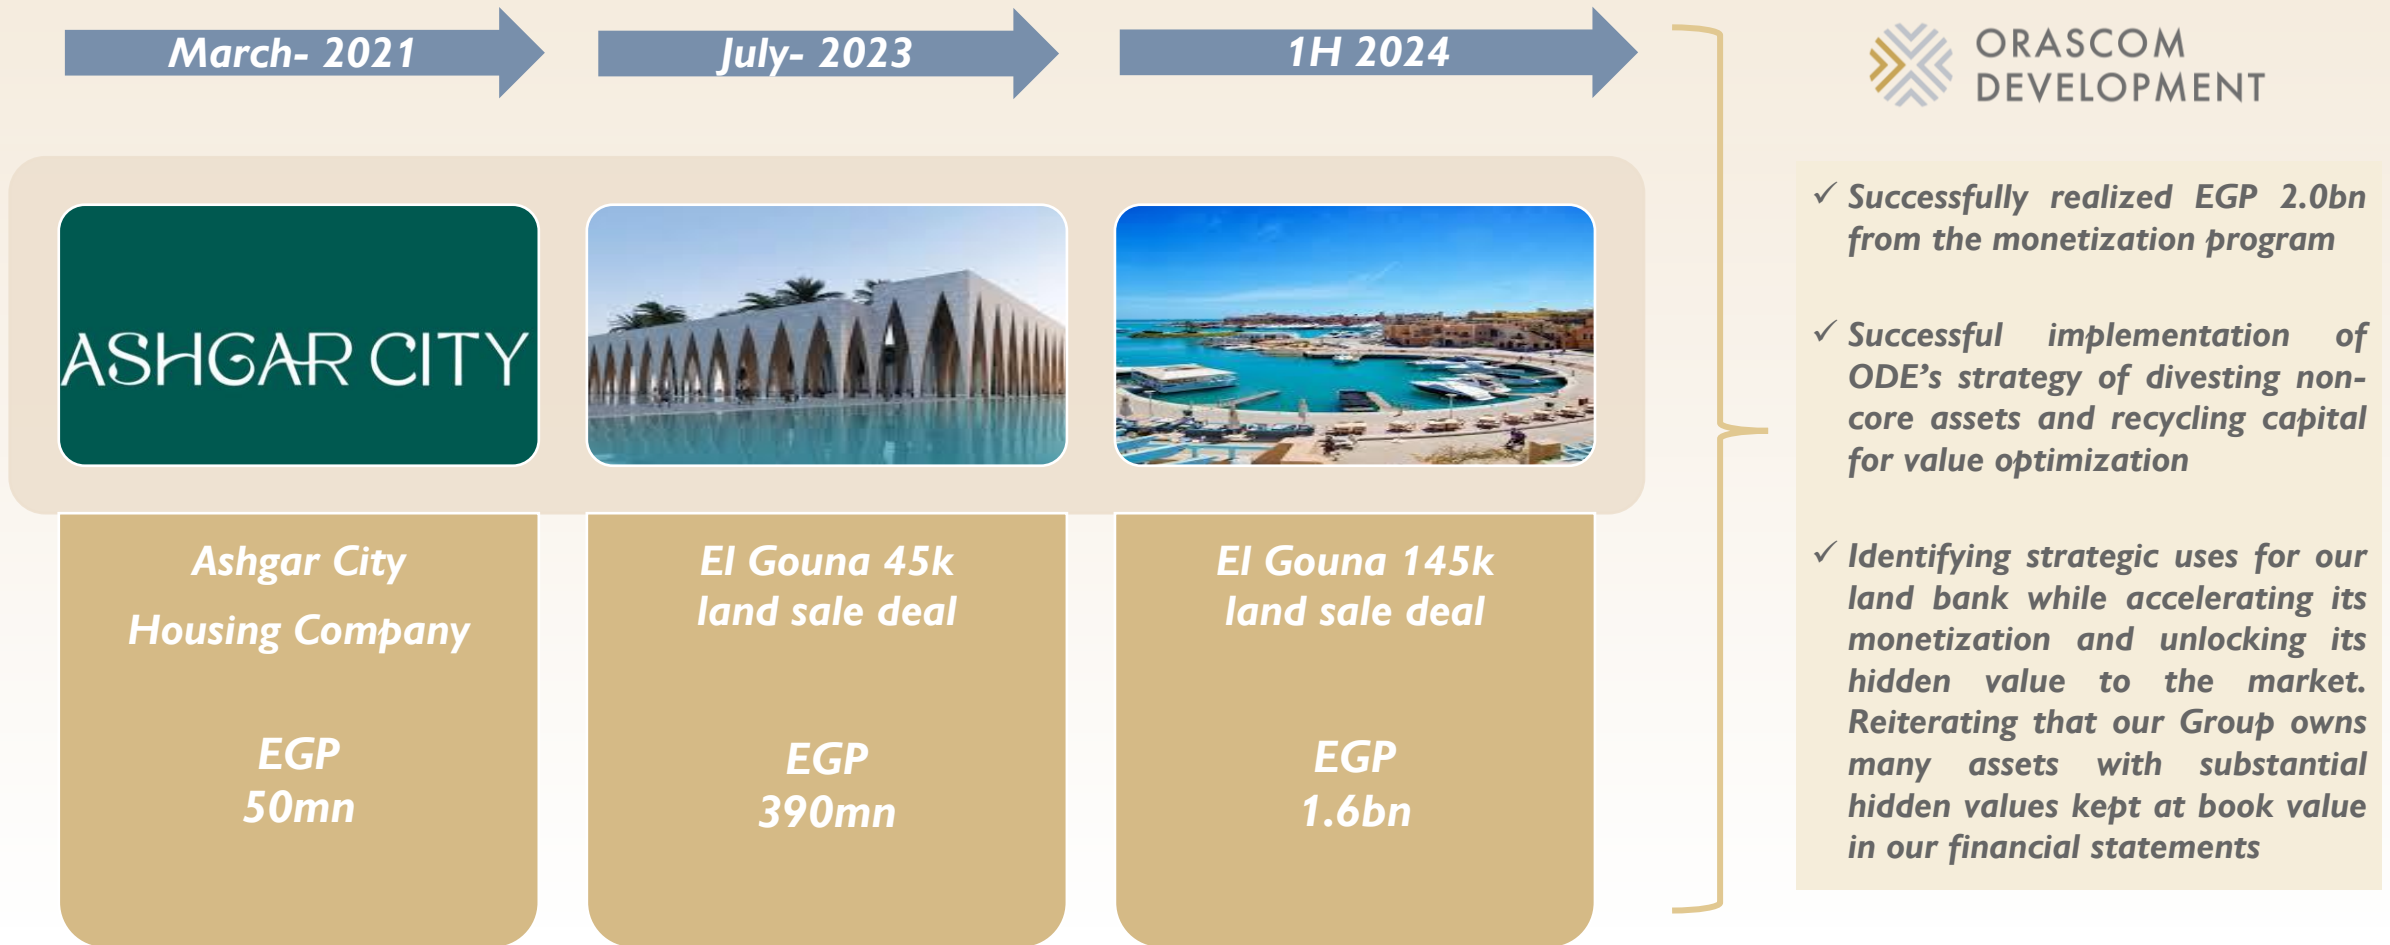 March- 2021
July- 2023
1H 2024
ORASCOM
DEVELOPMENT
ASHGAR CITY
Ashgar City
Housing Company
EGP
50mn
El Gouna 45k
land sale deal
EGP
390mn
El Gouna 145k
land sale deal
EGP
1.6bn
✓ Successfully realized EGP 2.0bn
from the monetization program
✓ Successful implementation of
ODE’s strategy of divesting non-
core assets and recycling capital
for value optimization
✓ Identifying strategic uses for our
land bank while accelerating its
monetization and unlocking its
hidden value to the market.
Reiterating that our Group owns
many assets with substantial
hidden values kept at book value
in our financial statements